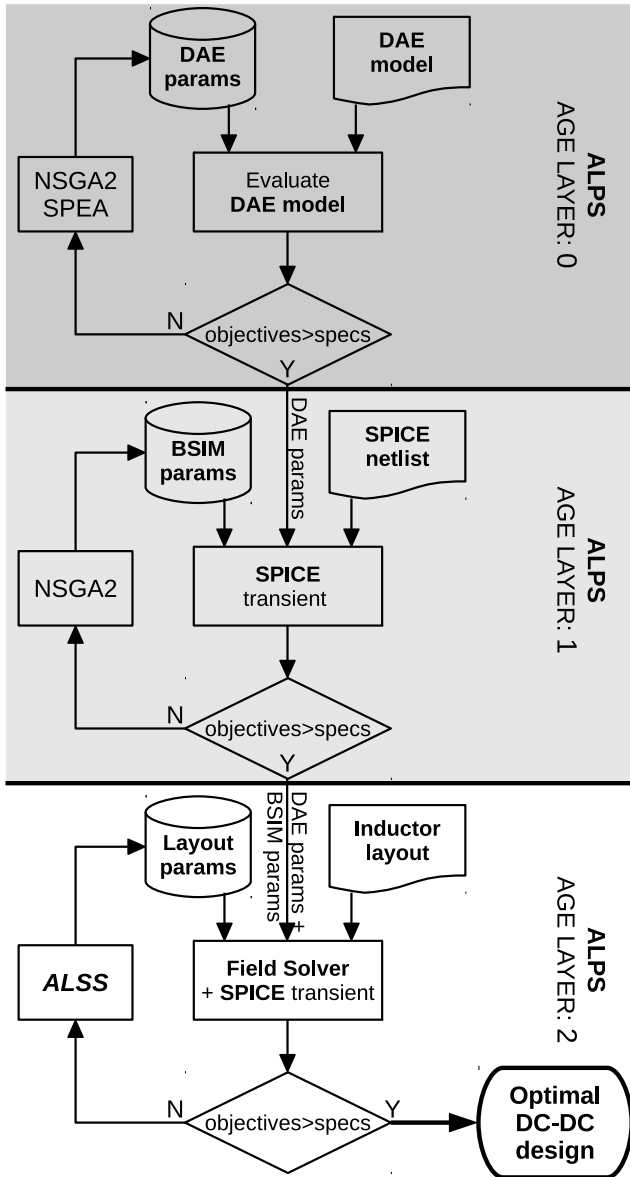 DAE
params
DAE
model
ALPS
AGE LAYER: 0
NSGA2
SPEA
Evaluate
DAE model
N
objectives>specs
Y
DAE params
BSIM
params
SPICE
netlist
ALPS
AGE LAYER: 1
NSGA2
SPICE
transient
N
objectives>specs
Y
DAE params +
BSIM params
Layout
params
Inductor
layout
ALPS
AGE LAYER: 2
ALSS
Field Solver
+ SPICE transient
N
objectives>specs
Y
Optimal
DC-DC
design